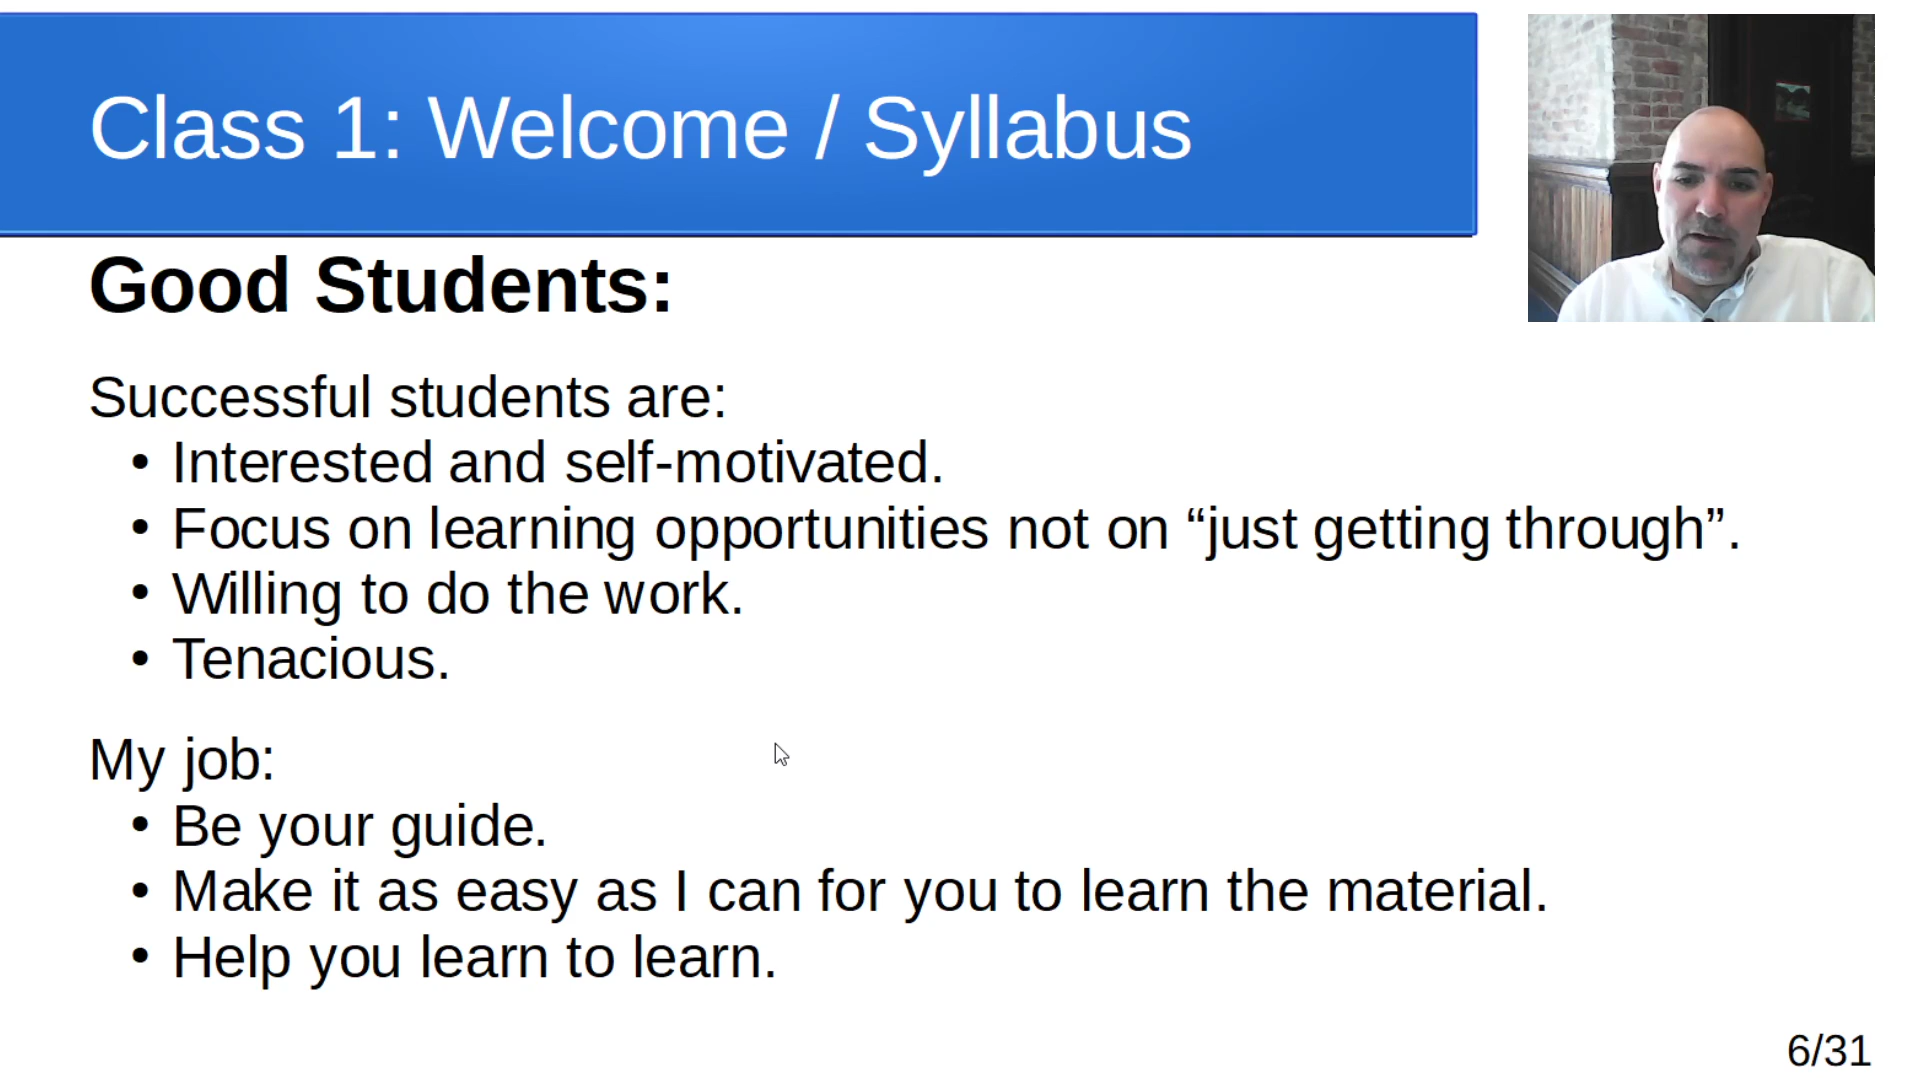 Class 1: Welcome / Syllabus
Good Students:
Successful students are:
• Interested and self-motivated.
• Focus on learning opportunities not on “just getting through”.
• Willing to do the work.
• Tenacious.
My job:
• Be your guide.
• Make it as easy as I can for you to learn the material.
• Help you learn to learn.
6/31